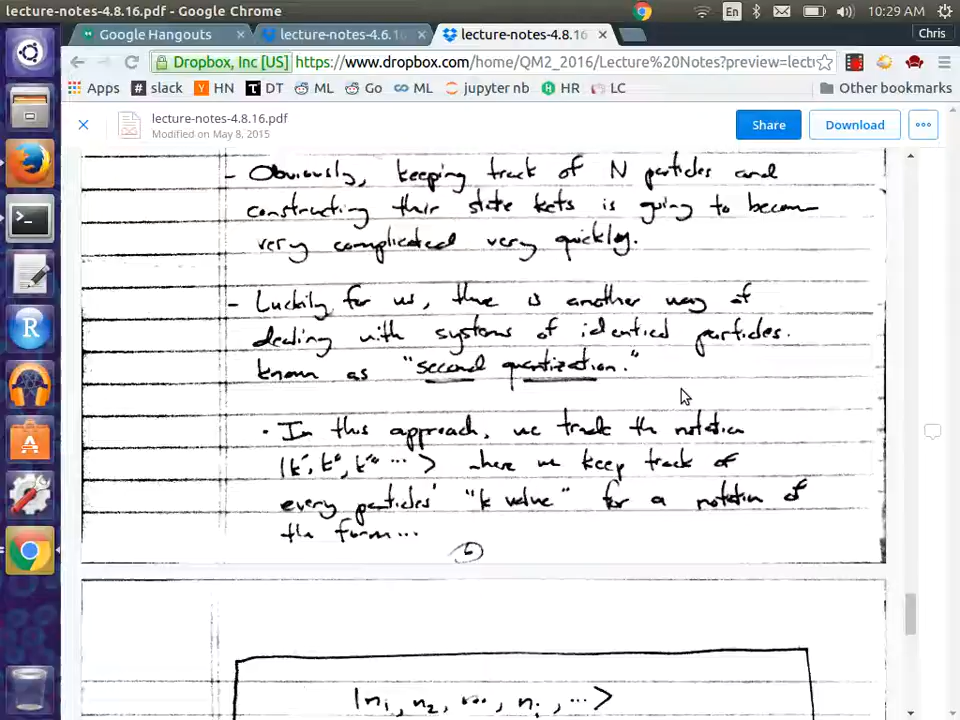 lecture-notes-4.8.16.pdf - Google Chrome
En
10:29 AM
Google Hangouts
lecture-notes-4.6.16
lecture-notes-4.8.16
Chris
Dropbox, Inc [US]
https://www.dropbox.com/home/QM2_2016/Lecture%20Notes?preview=lectu
Apps
slack
HN
DT
ML
Go
ML
jupyter nb
HR
LC
Other bookmarks
lecture-notes-4.8.16.pdf
Modified on May 8, 2015
Share
Download
- Obviously, keeping track of N particles and
constructing their state kets is going to become
very complicated very quickly.
- Luckily for us, there is another way of
dealing with systems of identical particles.
known as "second quantization."
• In this approach, we trade the notation
|k', k'', k''' ... > where we keep track of
every particles' "k value" for a notation of
the form...
6
|n₁, n₂, ..., nᵢ, ...>